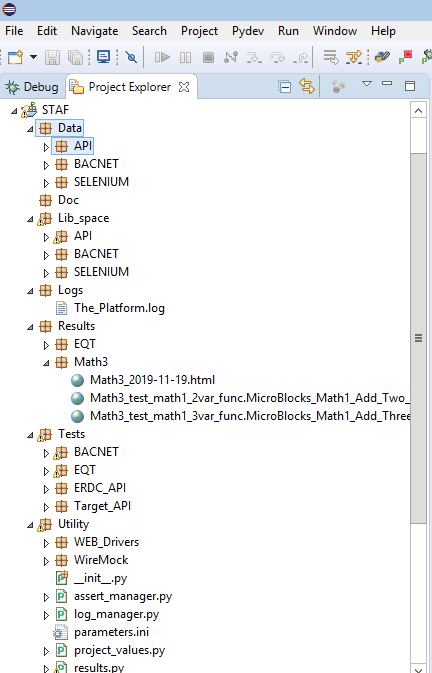 File Edit Navigate Search Project Pydev Run Window Help
Debug Project Explorer
STAF
Data
API
BACNET
SELENIUM
Doc
Lib_space
API
BACNET
SELENIUM
Logs
The_Platform.log
Results
EQT
Math3
Math3_2019-11-19.html
Math3_test_math1_2var_func.MicroBlocks_Math1_Add_Two_
Math3_test_math1_3var_func.MicroBlocks_Math1_Add_Three
Tests
BACNET
EQT
ERDC_API
Target_API
Utility
WEB_Drivers
WireMock
__init__.py
assert_manager.py
log_manager.py
parameters.ini
project_values.py
results.py